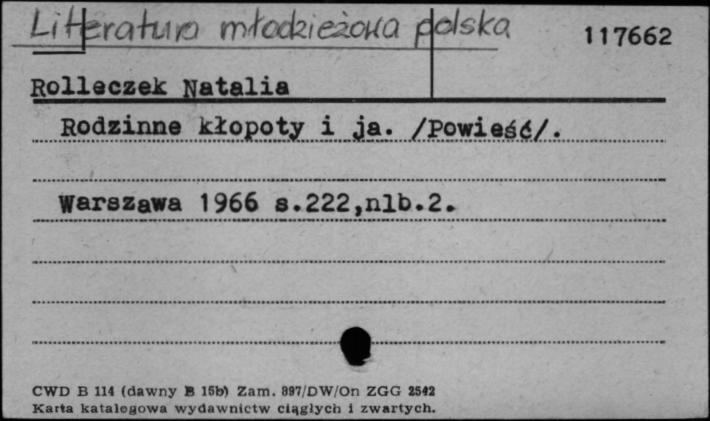 Literatura młodzieżowa polska 117662
Rolleczek Natalia
Rodzinne kłopoty i ja. /Powieść/.
Warszawa 1966 s.222,nlb.2.
CWD B 114 (dawny B 15b) Zam. 897/DW/On ZGG 2542
Karta katalogowa wydawnictw ciągłych i zwartych.